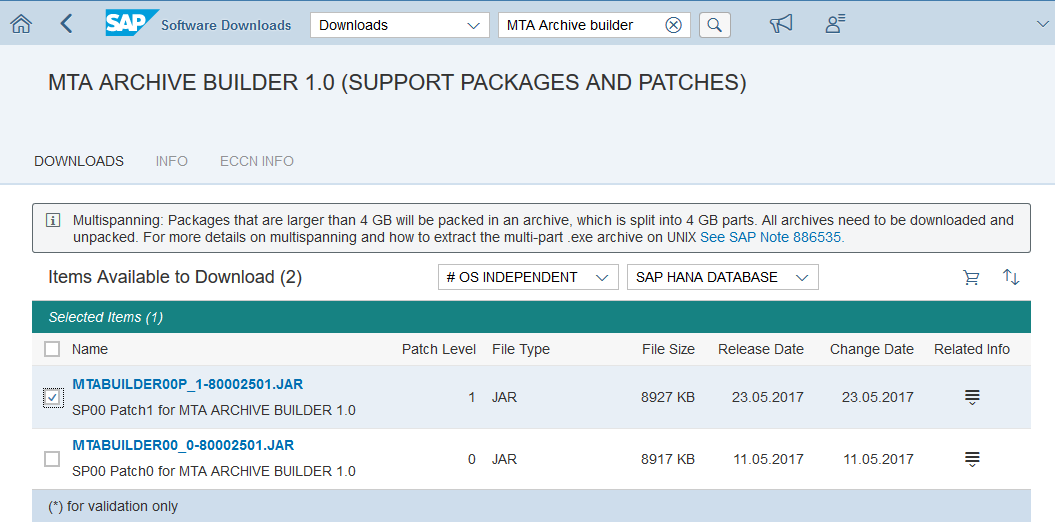 SAP Software Downloads Downloads MTA Archive builder
MTA ARCHIVE BUILDER 1.0 (SUPPORT PACKAGES AND PATCHES)
DOWNLOADS INFO ECCN INFO
Multispanning: Packages that are larger than 4 GB will be packed in an archive, which is split into 4 GB parts. All archives need to be downloaded and
unpacked. For more details on multispanning and how to extract the multi-part .exe archive on UNIX See SAP Note 886535.
Items Available to Download (2) # OS INDEPENDENT SAP HANA DATABASE
Selected Items (1)
Name Patch Level File Type File Size Release Date Change Date Related Info
MTABUILDER00P_1-80002501.JAR
1 JAR 8927 KB 23.05.2017 23.05.2017
SP00 Patch1 for MTA ARCHIVE BUILDER 1.0
MTABUILDER00_0-80002501.JAR
0 JAR 8917 KB 11.05.2017 11.05.2017
SP00 Patch0 for MTA ARCHIVE BUILDER 1.0
(*) for validation only